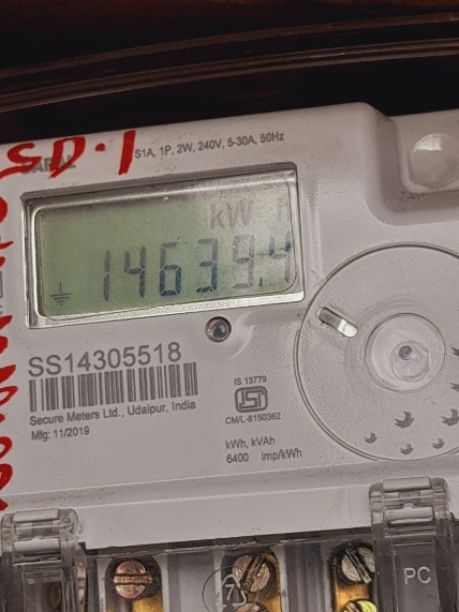 SD-1
S1A, 1P, 2W, 240V, 5-30A, 50Hz
kW h
14639.4
SS14305518
Secure Meters Ltd., Udaipur, India
Mfg: 11/2019
IS 13779
CM/L-8150362
kWh, kVAh
6400 imp/kWh
PC